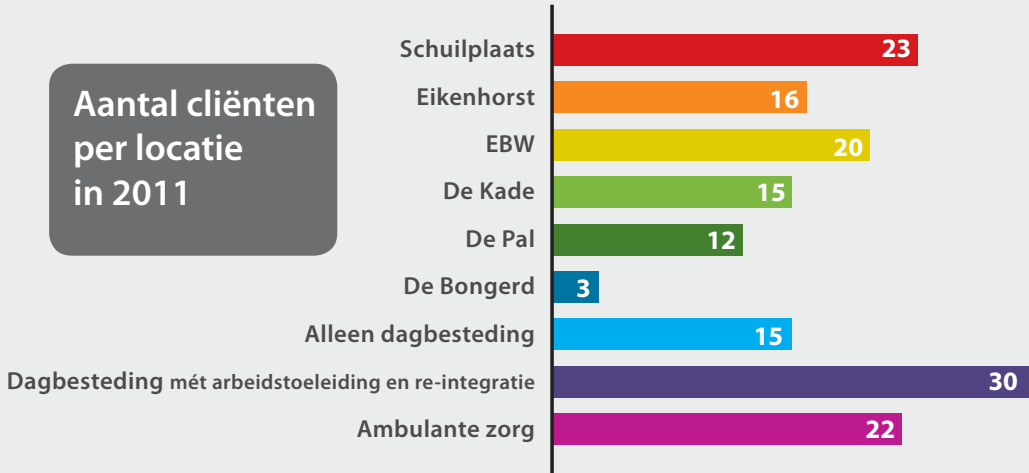 Aantal cliënten
per locatie
in 2011
Schuilplaats 23
Eikenhorst 16
EBW 20
De Kade 15
De Pal 12
De Bongerd 3
Alleen dagbesteding 15
Dagbesteding mét arbeidstoeleiding en re-integratie 30
Ambulante zorg 22